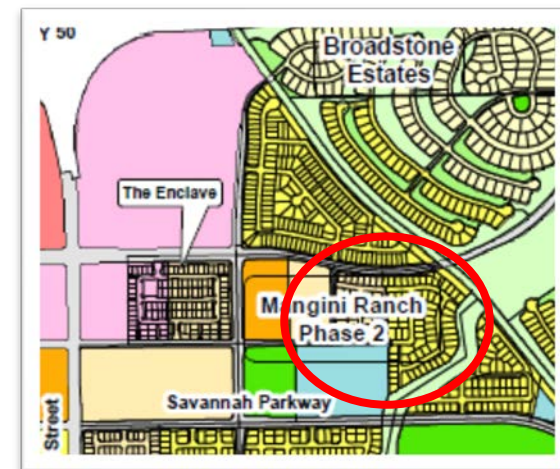 Y 50
Broadstone
Estates
The Enclave
Mangini Ranch
Phase 2
Savannah Parkway
Street